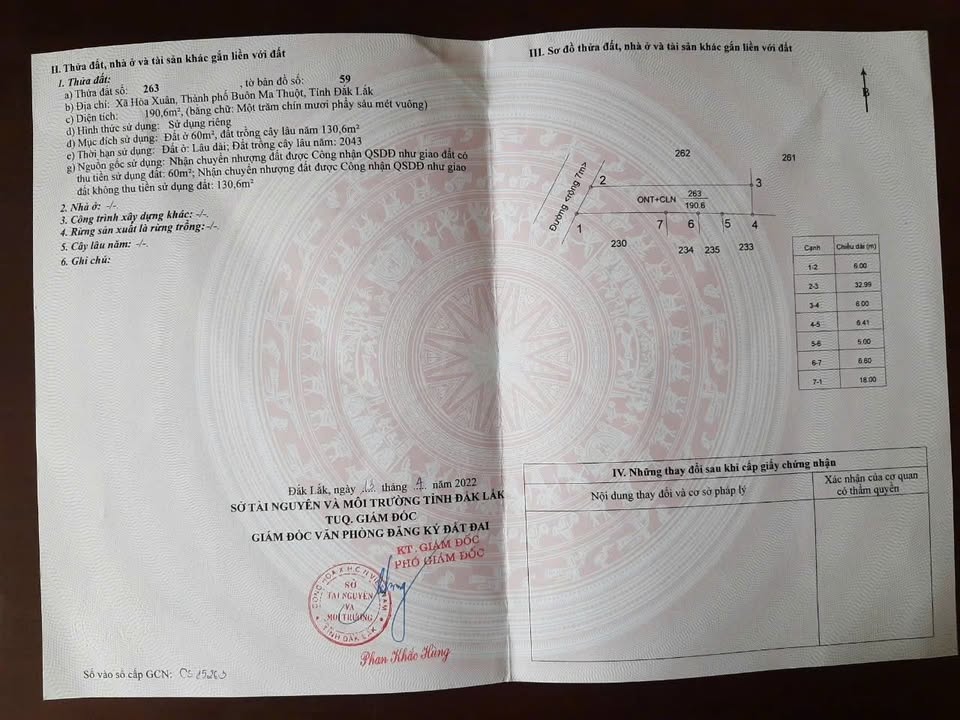 II. Thửa đất, nhà ở và tài sản khác gắn liền với đất
1. Thửa đất:
a) Thửa đất số: 263 , tờ bản đồ số: 59
b) Địa chỉ: Xã Hòa Xuân, Thành phố Buôn Ma Thuột, Tỉnh Đắk Lắk
c) Diện tích: 190,6m², (bằng chữ: Một trăm chín mươi phẩy sáu mét vuông)
d) Hình thức sử dụng: Sử dụng riêng
đ) Mục đích sử dụng: Đất ở 60m², đất trồng cây lâu năm 130,6m²
e) Thời hạn sử dụng: Đất ở: Lâu dài; Đất trồng cây lâu năm: 2043
g) Nguồn gốc sử dụng: Nhận chuyển nhượng đất được Công nhận QSDĐ như giao đất có
thu tiền sử dụng đất: 60m²; Nhận chuyển nhượng đất được Công nhận QSDĐ như giao
đất không thu tiền sử dụng đất: 130,6m²
2. Nhà ở: -/-
3. Công trình xây dựng khác: -/-.
4. Rừng sản xuất là rừng trồng:-/-.
5. Cây lâu năm: -/-.
6. Ghi chú:
Đắk Lắk, ngày tháng năm 2022
SỞ TÀI NGUYÊN VÀ MÔI TRƯỜNG TỈNH ĐẮK LẮK
TUQ. GIÁM ĐỐC
GIÁM ĐỐC VĂN PHÒNG ĐĂNG KÝ ĐẤT ĐAI
KT. GIÁM ĐỐC
PHÓ GIÁM ĐỐC
CỘNG HÒA X.H.C.N VIỆT NAM
SỞ
TÀI NGUYÊN
VÀ
MÔI TRƯỜNG
TỈNH ĐẮK LẮK
Phan Khắc Hùng
Số vào sổ cấp GCN:
III. Sơ đồ thửa đất, nhà ở và tài sản khác gắn liền với đất
B
262
261
Đường <rộng 7m>
2
3
ONT+CLN
263
190.6
1
7
6
5
4
230
234
235
233
Cạnh Chiều dài (m)
1-2 6.00
2-3 32.99
3-4 6.00
4-5 6.41
5-6 5.00
6-7 6.60
7-1 18.00
IV. Những thay đổi sau khi cấp giấy chứng nhận
Nội dung thay đổi và cơ sở pháp lý
Xác nhận của cơ quan
có thẩm quyền